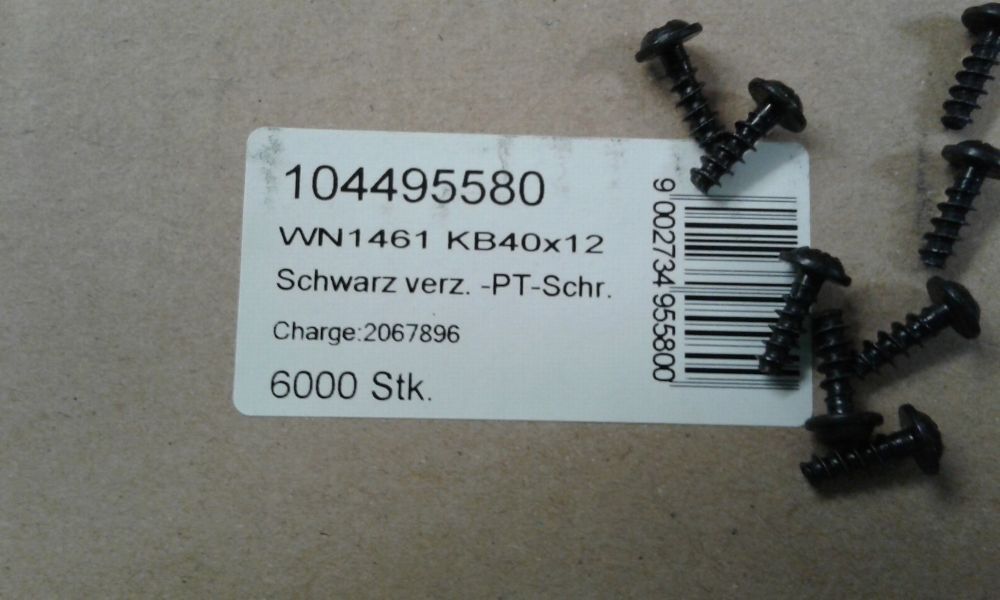 104495580
WN1461 KB40x12
Schwarz verz. -PT-Schr.
Charge:2067896
6000 Stk.
9 002734 955800